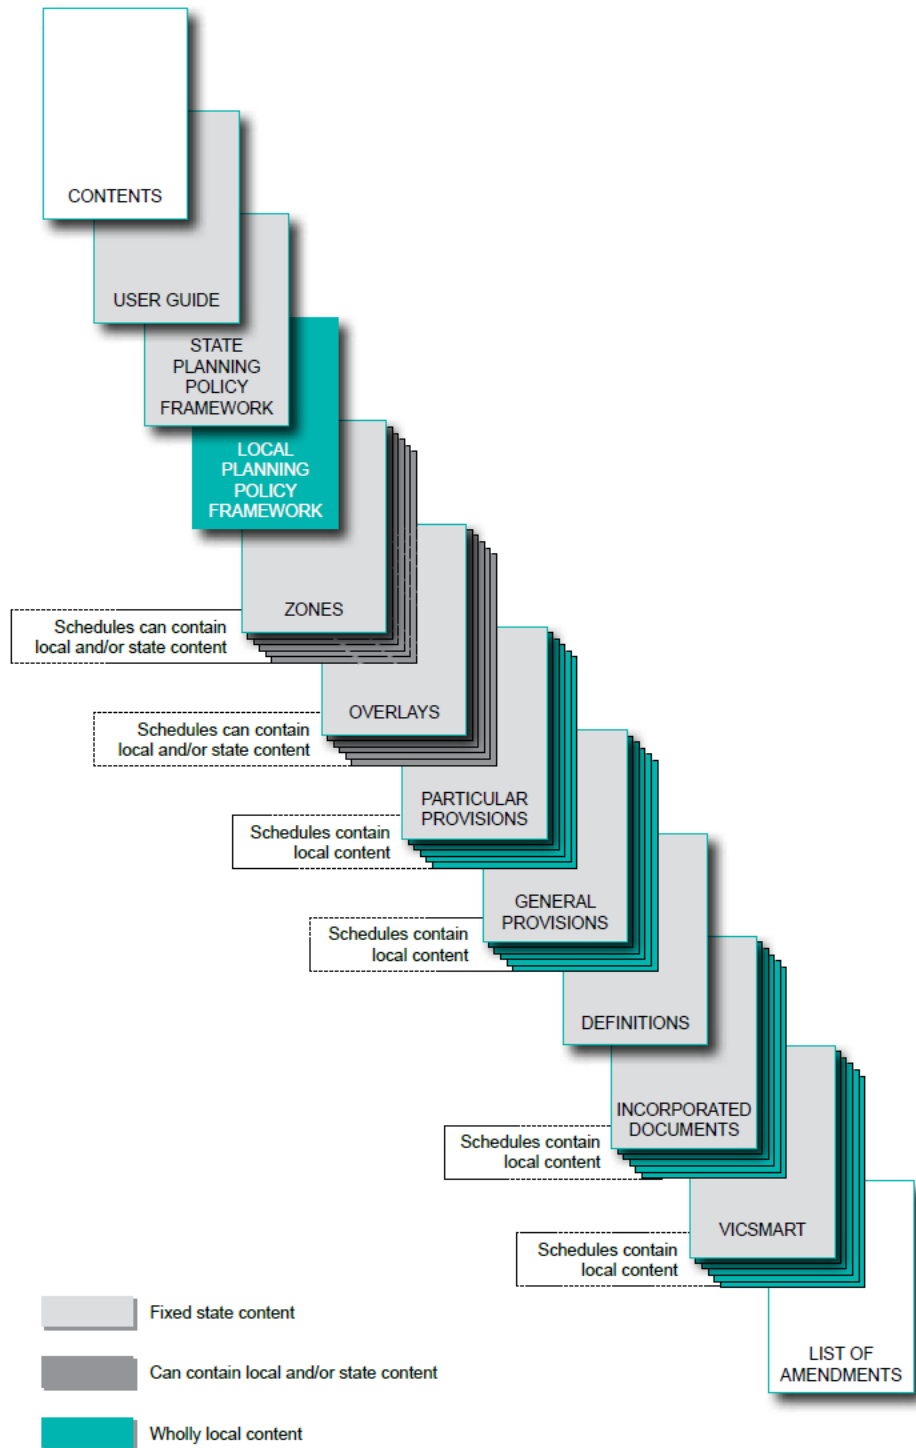 CONTENTS
USER GUIDE
STATE
PLANNING
POLICY
FRAMEWORK
LOCAL
PLANNING
POLICY
FRAMEWORK
ZONES
Schedules can contain
local and/or state content
OVERLAYS
Schedules can contain
local and/or state content
PARTICULAR
PROVISIONS
Schedules contain
local content
GENERAL
PROVISIONS
Schedules contain
local content
DEFINITIONS
INCORPORATED
DOCUMENTS
Schedules contain
local content
VICSMART
Schedules contain
local content
LIST OF
AMENDMENTS
Fixed state content
Can contain local and/or state content
Wholly local content